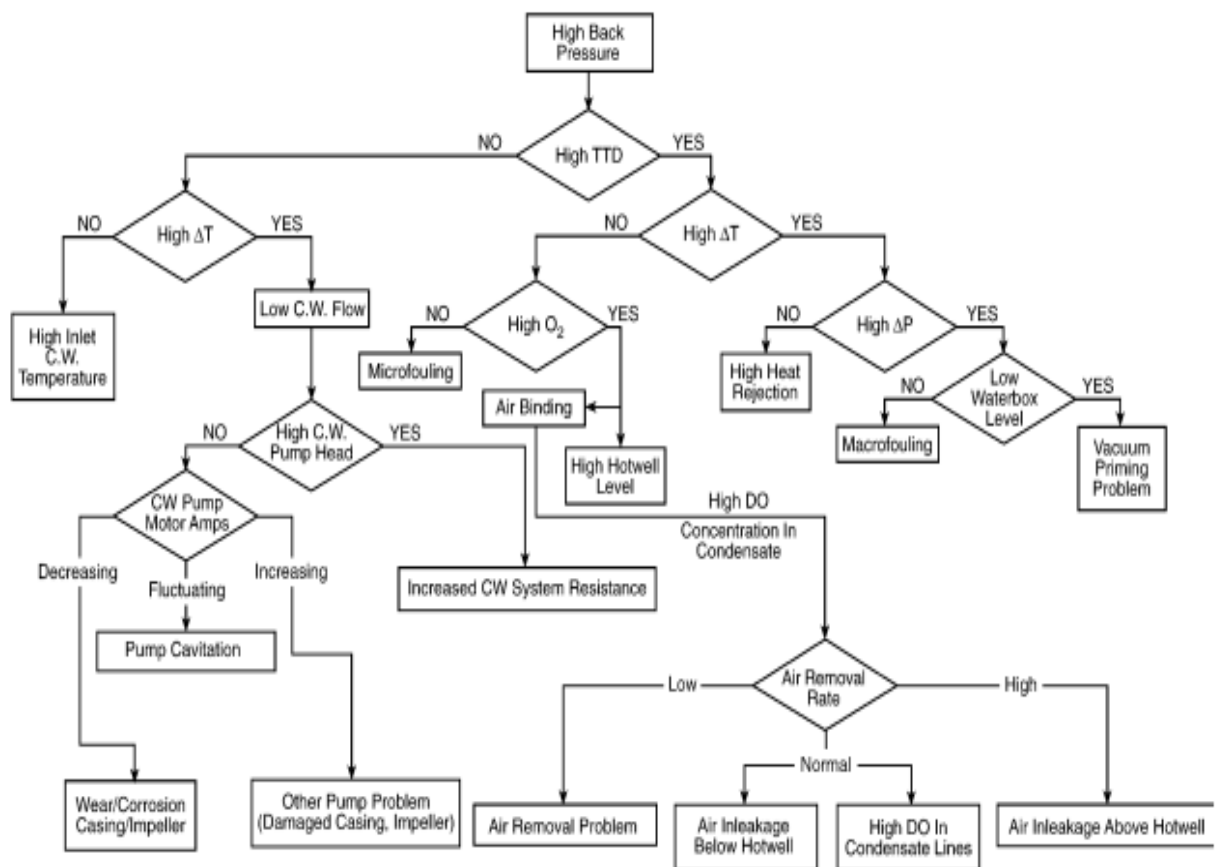 High Back
Pressure
NO
High TTD
YES
NO
High ΔT
YES
NO
High ΔT
YES
High Inlet
C.W.
Temperature
Low C.W. Flow
NO
High O₂
YES
NO
High ΔP
YES
Microfouling
High Heat
Rejection
NO
Low
Waterbox
Level
YES
Air Binding
Macrofouling
Vacuum
Priming
Problem
NO
High C.W.
Pump Head
YES
High Hotwell
Level
CW Pump
Motor Amps
High DO
Concentration In
Condensate
Decreasing
Fluctuating
Increasing
Increased CW System Resistance
Pump Cavitation
Low
Air Removal
Rate
High
Normal
Wear/Corrosion
Casing/Impeller
Other Pump Problem
(Damaged Casing, Impeller)
Air Removal Problem
Air Inleakage
Below Hotwell
High DO In
Condensate Lines
Air Inleakage Above Hotwell